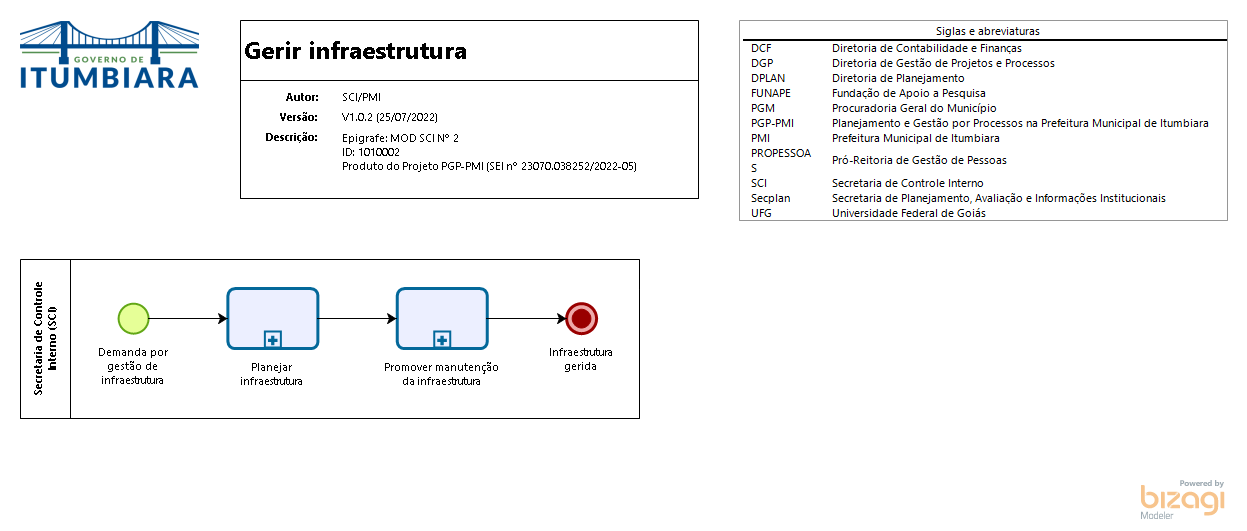 GOVERNO DE
ITUMBIARA
Gerir infraestrutura
Autor: SCI/PMI
Versão: V1.0.2 (25/07/2022)
Descrição: Epigrafe: MOD SCI Nº 2
ID: 1010002
Produto do Projeto PGP-PMI (SEI nº 23070.038252/2022-05)
Siglas e abreviaturas
DCF Diretoria de Contabilidade e Finanças
DGP Diretoria de Gestão de Projetos e Processos
DPLAN Diretoria de Planejamento
FUNAPE Fundação de Apoio a Pesquisa
PGM Procuradoria Geral do Município
PGP-PMI Planejamento e Gestão por Processos na Prefeitura Municipal de Itumbiara
PMI Prefeitura Municipal de Itumbiara
PROPESSOA
S Pró-Reitoria de Gestão de Pessoas
SCI Secretaria de Controle Interno
Secplan Secretaria de Planejamento, Avaliação e Informações Institucionais
UFG Universidade Federal de Goiás
Secretaria de Controle
Interno (SCI)
Demanda por
gestão de
infraestrutura
Planejar
infraestrutura
Promover manutenção
da infraestrutura
Infraestrutura
gerida
Powered by
bizagi
Modeler